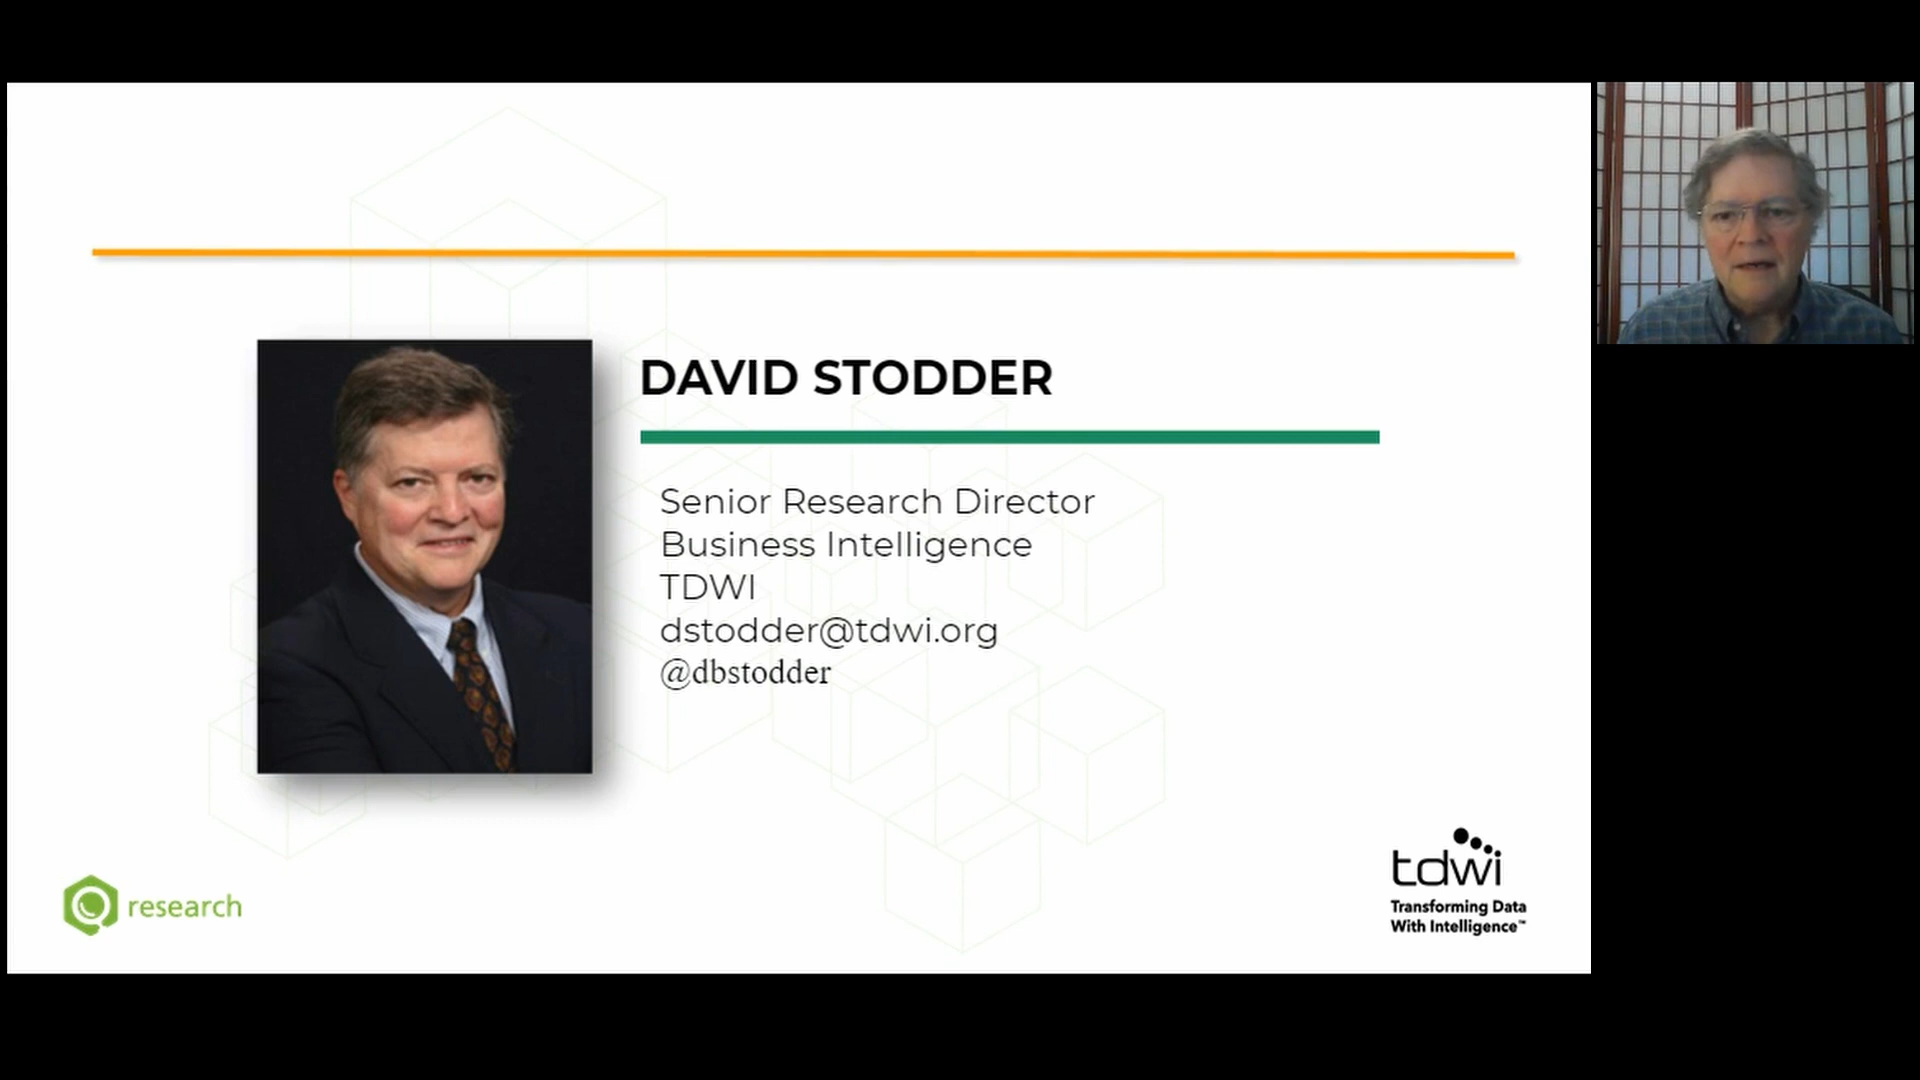 DAVID STODDER
Senior Research Director
Business Intelligence
TDWI
dstodder@tdwi.org
@dbstodder
research
tdwi
Transforming Data
With Intelligence™